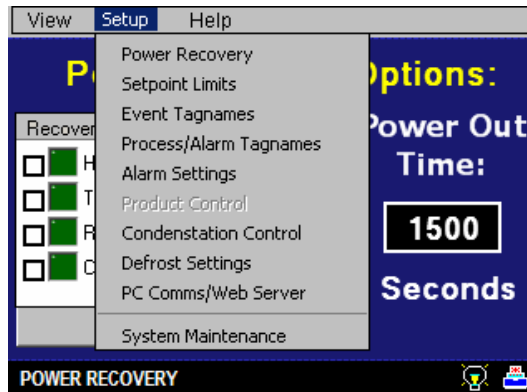 View Setup Help
Power Recovery
Setpoint Limits
Event Tagnames
Process/Alarm Tagnames
Alarm Settings
Product Control
Condenstation Control
Defrost Settings
PC Comms/Web Server
System Maintenance
Options:
Power Out
Time:
1500
Seconds
POWER RECOVERY